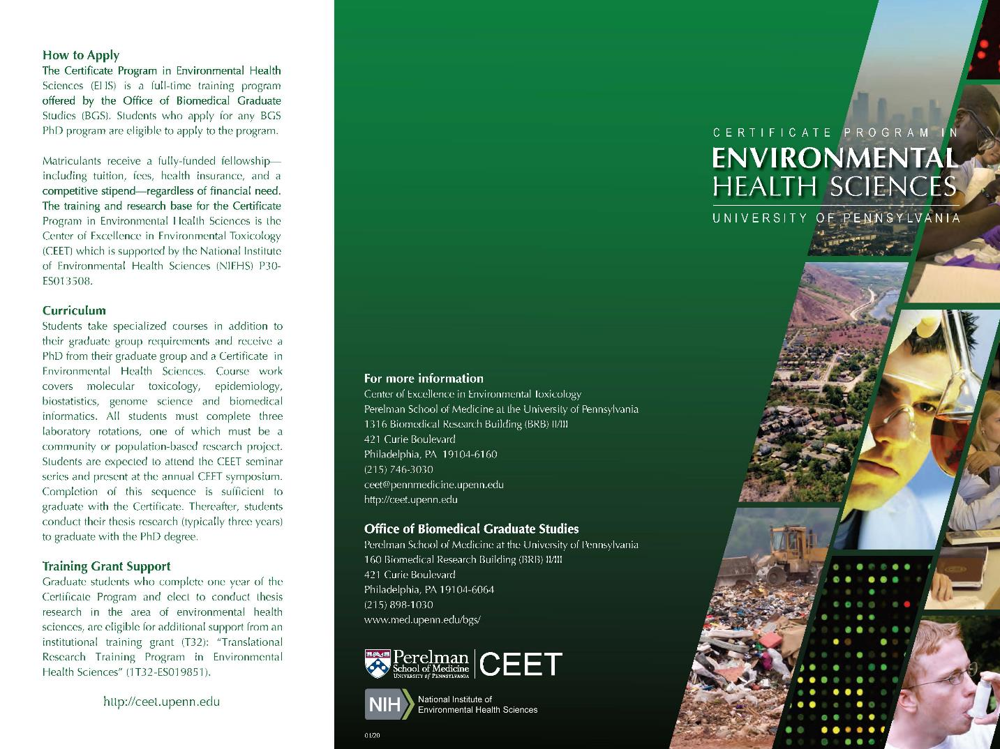 How to Apply
The Certificate Program in Environmental Health
Sciences (EHS) is a full-time training program
offered by the Office of Biomedical Graduate
Studies (BGS). Students who apply for any BGS
PhD program are eligible to apply to the program.
Matriculants receive a fully-funded fellowship—
including tuition, fees, health insurance, and a
competitive stipend—regardless of financial need.
The training and research base for the Certificate
Program in Environmental Health Sciences is the
Center of Excellence in Environmental Toxicology
(CEET) which is supported by the National Institute
of Environmental Health Sciences (NIEHS) P30-
ES013508.
Curriculum
Students take specialized courses in addition to
their graduate group requirements and receive a
PhD from their graduate group and a Certificate in
Environmental Health Sciences. Course work
covers molecular toxicology, epidemiology,
biostatistics, genome science and biomedical
informatics. All students must complete three
laboratory rotations, one of which must be a
community or population-based research project.
Students are expected to attend the CEET seminar
series and present at the annual CEET symposium.
Completion of this sequence is sufficient to
graduate with the Certificate. Thereafter, students
conduct their thesis research (typically three years)
to graduate with the PhD degree.
Training Grant Support
Graduate students who complete one year of the
Certificate Program and elect to conduct thesis
research in the area of environmental health
sciences, are eligible for additional support from an
institutional training grant (T32): “Translational
Research Training Program in Environmental
Health Sciences” (1T32-ES019851).
http://ceet.upenn.edu
For more information
Center of Excellence in Environmental Toxicology
Perelman School of Medicine at the University of Pennsylvania
1316 Biomedical Research Building (BRB) II/III
421 Curie Boulevard
Philadelphia, PA 19104-6160
(215) 746-3030
ceet@pennmedicine.upenn.edu
http://ceet.upenn.edu
Office of Biomedical Graduate Studies
Perelman School of Medicine at the University of Pennsylvania
160 Biomedical Research Building (BRB) II/III
421 Curie Boulevard
Philadelphia, PA 19104-6064
(215) 898-1030
www.med.upenn.edu/bgs/
Perelman
School of Medicine
UNIVERSITY OF PENNSYLVANIA
CEET
NIH
National Institute of
Environmental Health Sciences
01/20
CERTIFICATE PROGRAM IN
ENVIRONMENTAL
HEALTH SCIENCES
UNIVERSITY OF PENNSYLVANIA